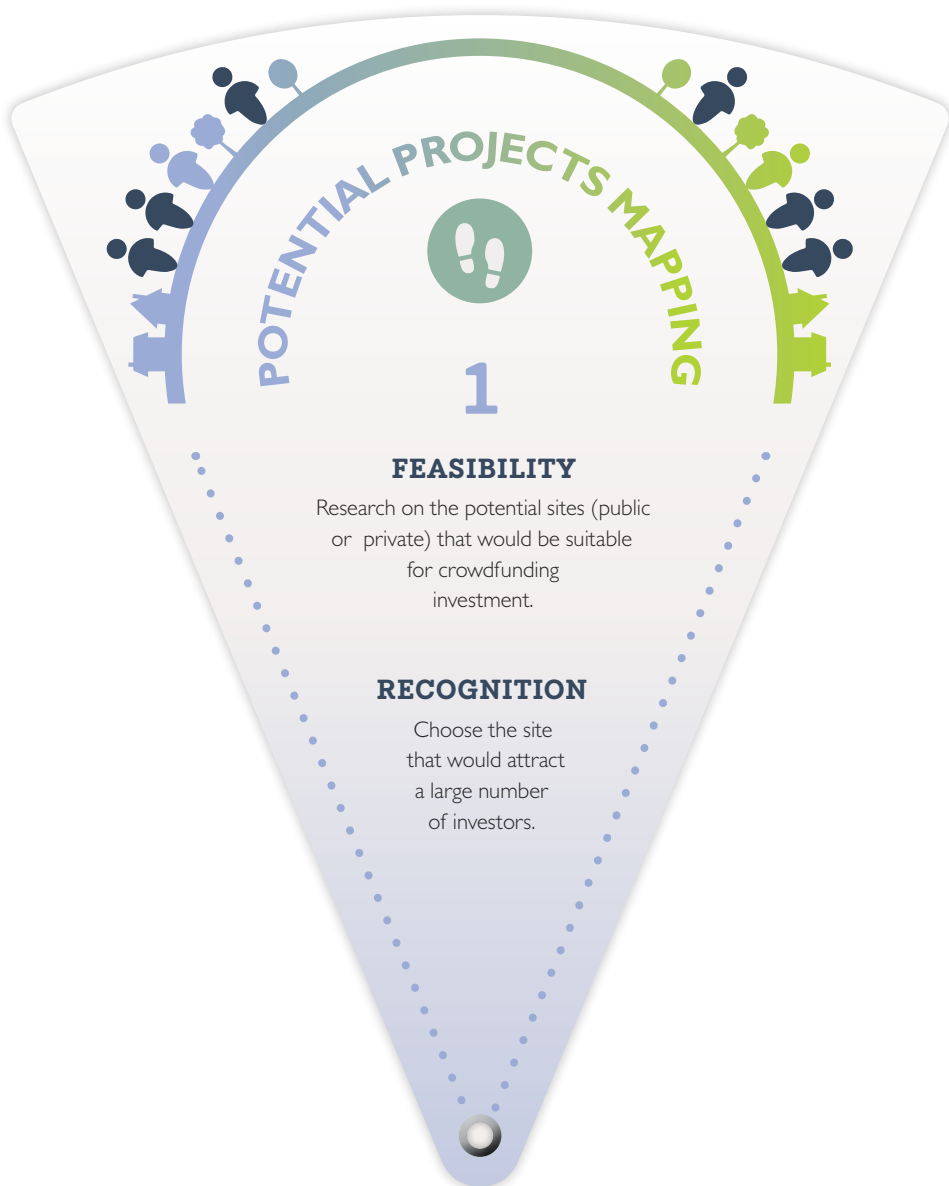 POTENTIAL PROJECTS MAPPING
1
FEASIBILITY
Research on the potential sites (public
or private) that would be suitable
for crowdfunding
investment.
RECOGNITION
Choose the site
that would attract
a large number
of investors.